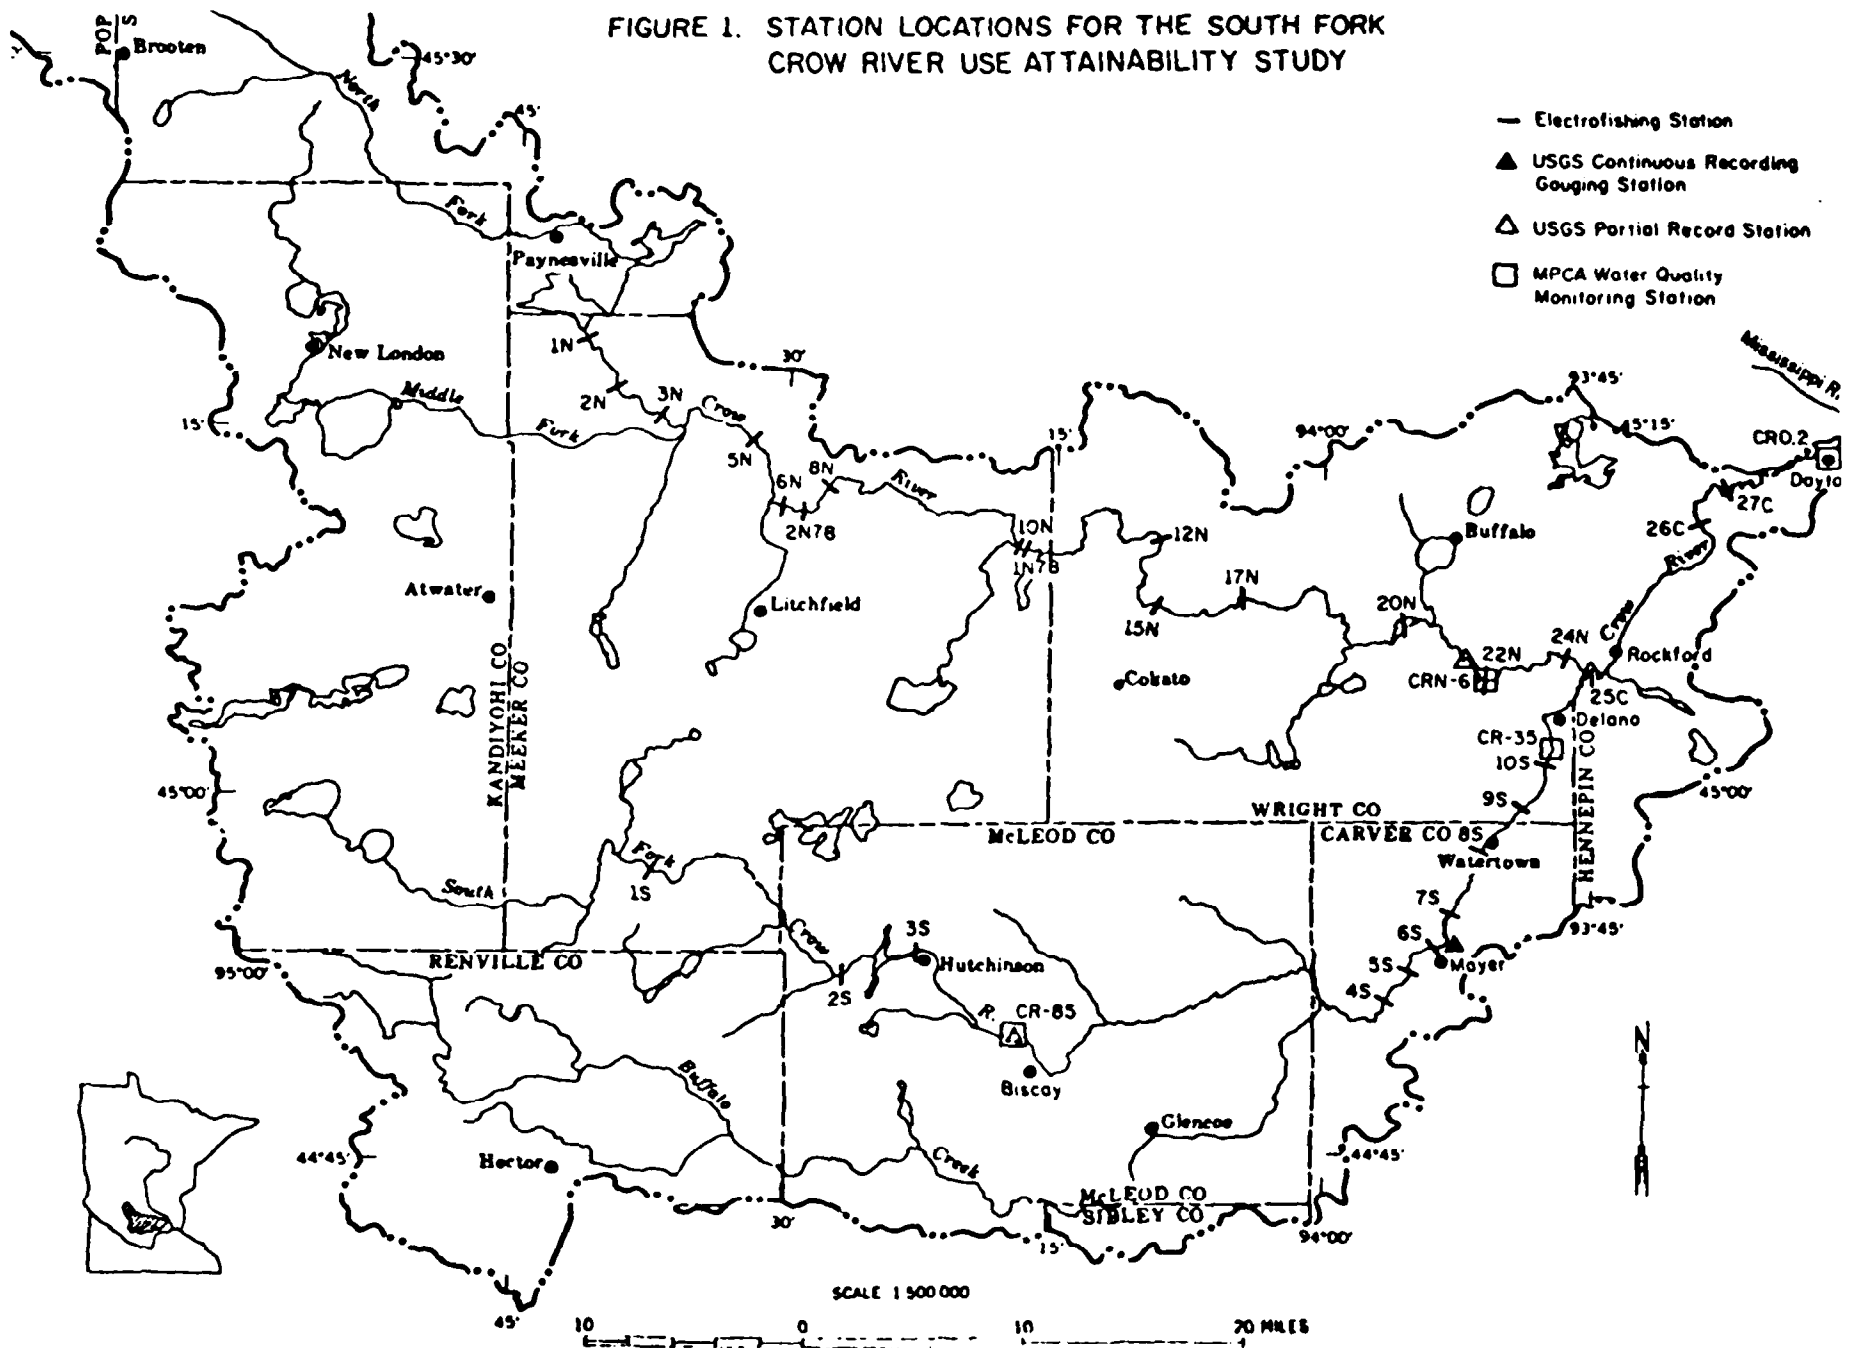 FIGURE 1. STATION LOCATIONS FOR THE SOUTH FORK
CROW RIVER USE ATTAINABILITY STUDY
POP
S
Brooten
45°30'
North
45'
Electrofishing Station
USGS Continuous Recording
Gouging Station
USGS Partial Record Station
MPCA Water Quality
Monitoring Station
Fork
Paynesville
Mississippi R.
1N
New London
30'
2N
3N
Crow
Middle
Fork
93°45'
15'
5N
15'
94°00'
45°15'
CRO.2
Dayto
6N
8N
River
2N78
27C
26C
River
10N
1N78
12N
Buffalo
Atwater
Litchfield
17N
15N
20N
24N
Crow
Rockford
22N
CRN-6
25C
Cokato
Delano
KANDIYOHI CO
MEEKER CO
CR-35
10S
HENNEPIN CO
45°00'
45°00'
9S
WRIGHT CO
McLEOD CO
CARVER CO
8S
Watertown
Fork
1S
South
7S
Crow
3S
6S
93°45'
RENVILLE CO
95°00'
Hutchinson
2S
5S
Mayer
4S
R.
CR-85
N
Biscay
Buffalo
Glencoe
44°45'
Hector
Creek
44°45'
McLEOD CO
SIBLEY CO
30'
15'
94°00'
SCALE 1:500000
45'
10
0
10
20 MILES